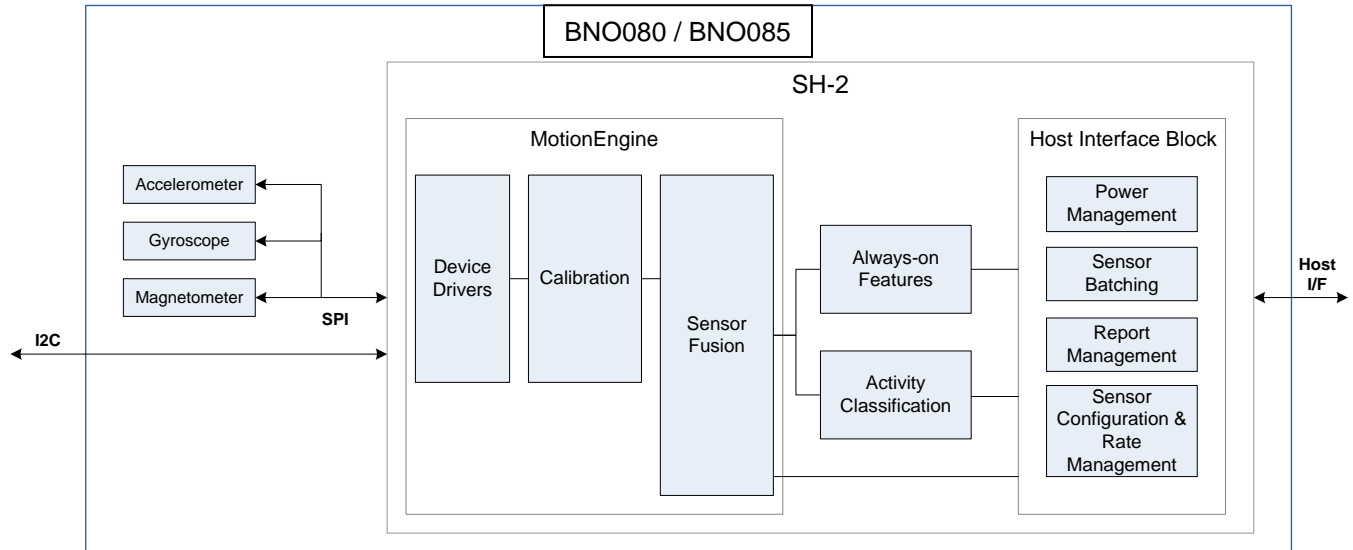 BNO080 / BNO085
SH-2
MotionEngine
Host Interface Block
Accelerometer
Gyroscope
Magnetometer
SPI
I2C
Device
Drivers
Calibration
Sensor
Fusion
Always-on
Features
Activity
Classification
Power
Management
Sensor
Batching
Report
Management
Sensor
Configuration &
Rate
Management
Host
I/F